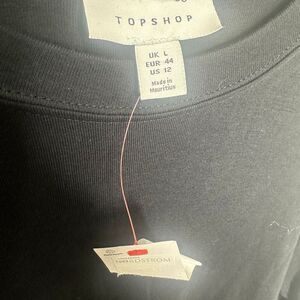 TOPSHOP
UK L
EUR 44
US 12
Made in
Mauritius
NORDSTROM